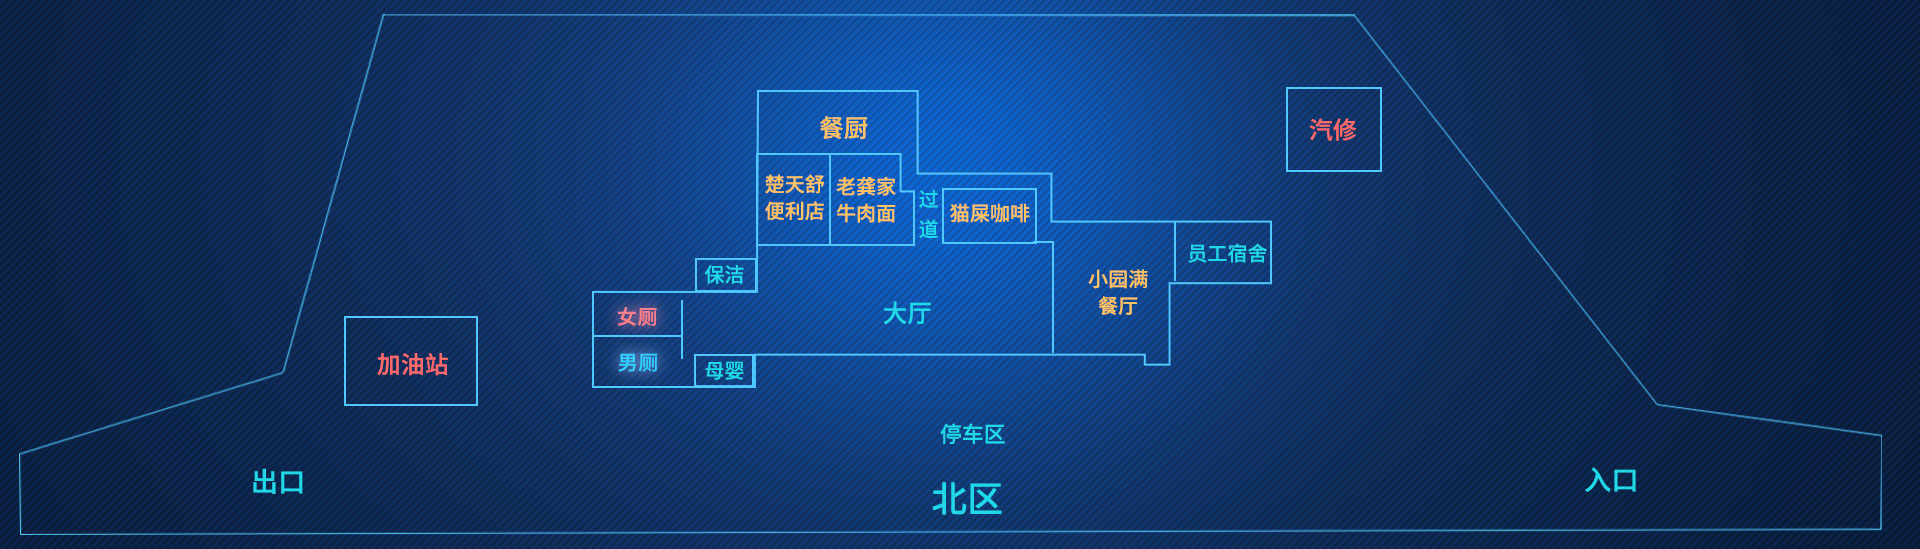 餐厨
汽修
楚天舒
便利店
老龚家
牛肉面
过
道
猫屎咖啡
员工宿舍
保洁
小园满
餐厅
大厅
女厕
男厕
母婴
加油站
停车区
出口
北区
入口